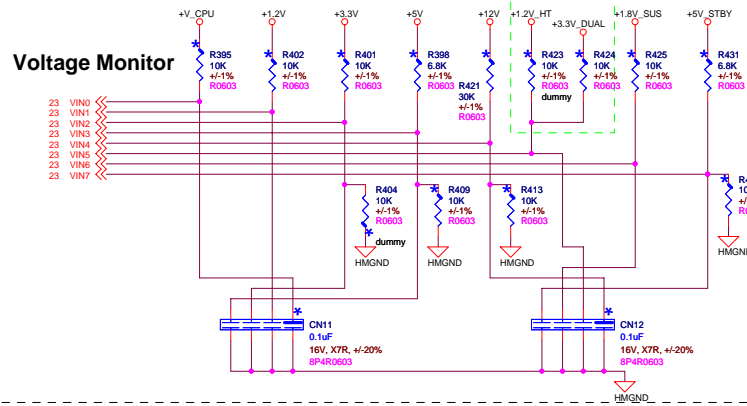 +V_CPU
+1.2V
+3.3V
+5V
+12V
+1.2V_HT
+3.3V_DUAL
+1.8V_SUS
+5V_STBY
Voltage Monitor
R395
10K
+/-1%
R0603
R402
10K
+/-1%
R0603
R401
10K
+/-1%
R0603
R398
6.8K
+/-1%
R0603
R421
30K
+/-1%
R0603
R423
10K
+/-1%
R0603
dummy
R424
10K
+/-1%
R0603
R425
10K
+/-1%
R0603
R431
6.8K
+/-1%
R0603
23 VIN0
23 VIN1
23 VIN2
23 VIN3
23 VIN4
23 VIN5
23 VIN6
23 VIN7
R404
10K
+/-1%
R0603
dummy
HMGND
R409
10K
+/-1%
R0603
HMGND
R413
10K
+/-1%
R0603
HMGND
HMGND
CN11
0.1uF
16V, X7R, +/-20%
8P4R0603
CN12
0.1uF
16V, X7R, +/-20%
8P4R0603
HMGND